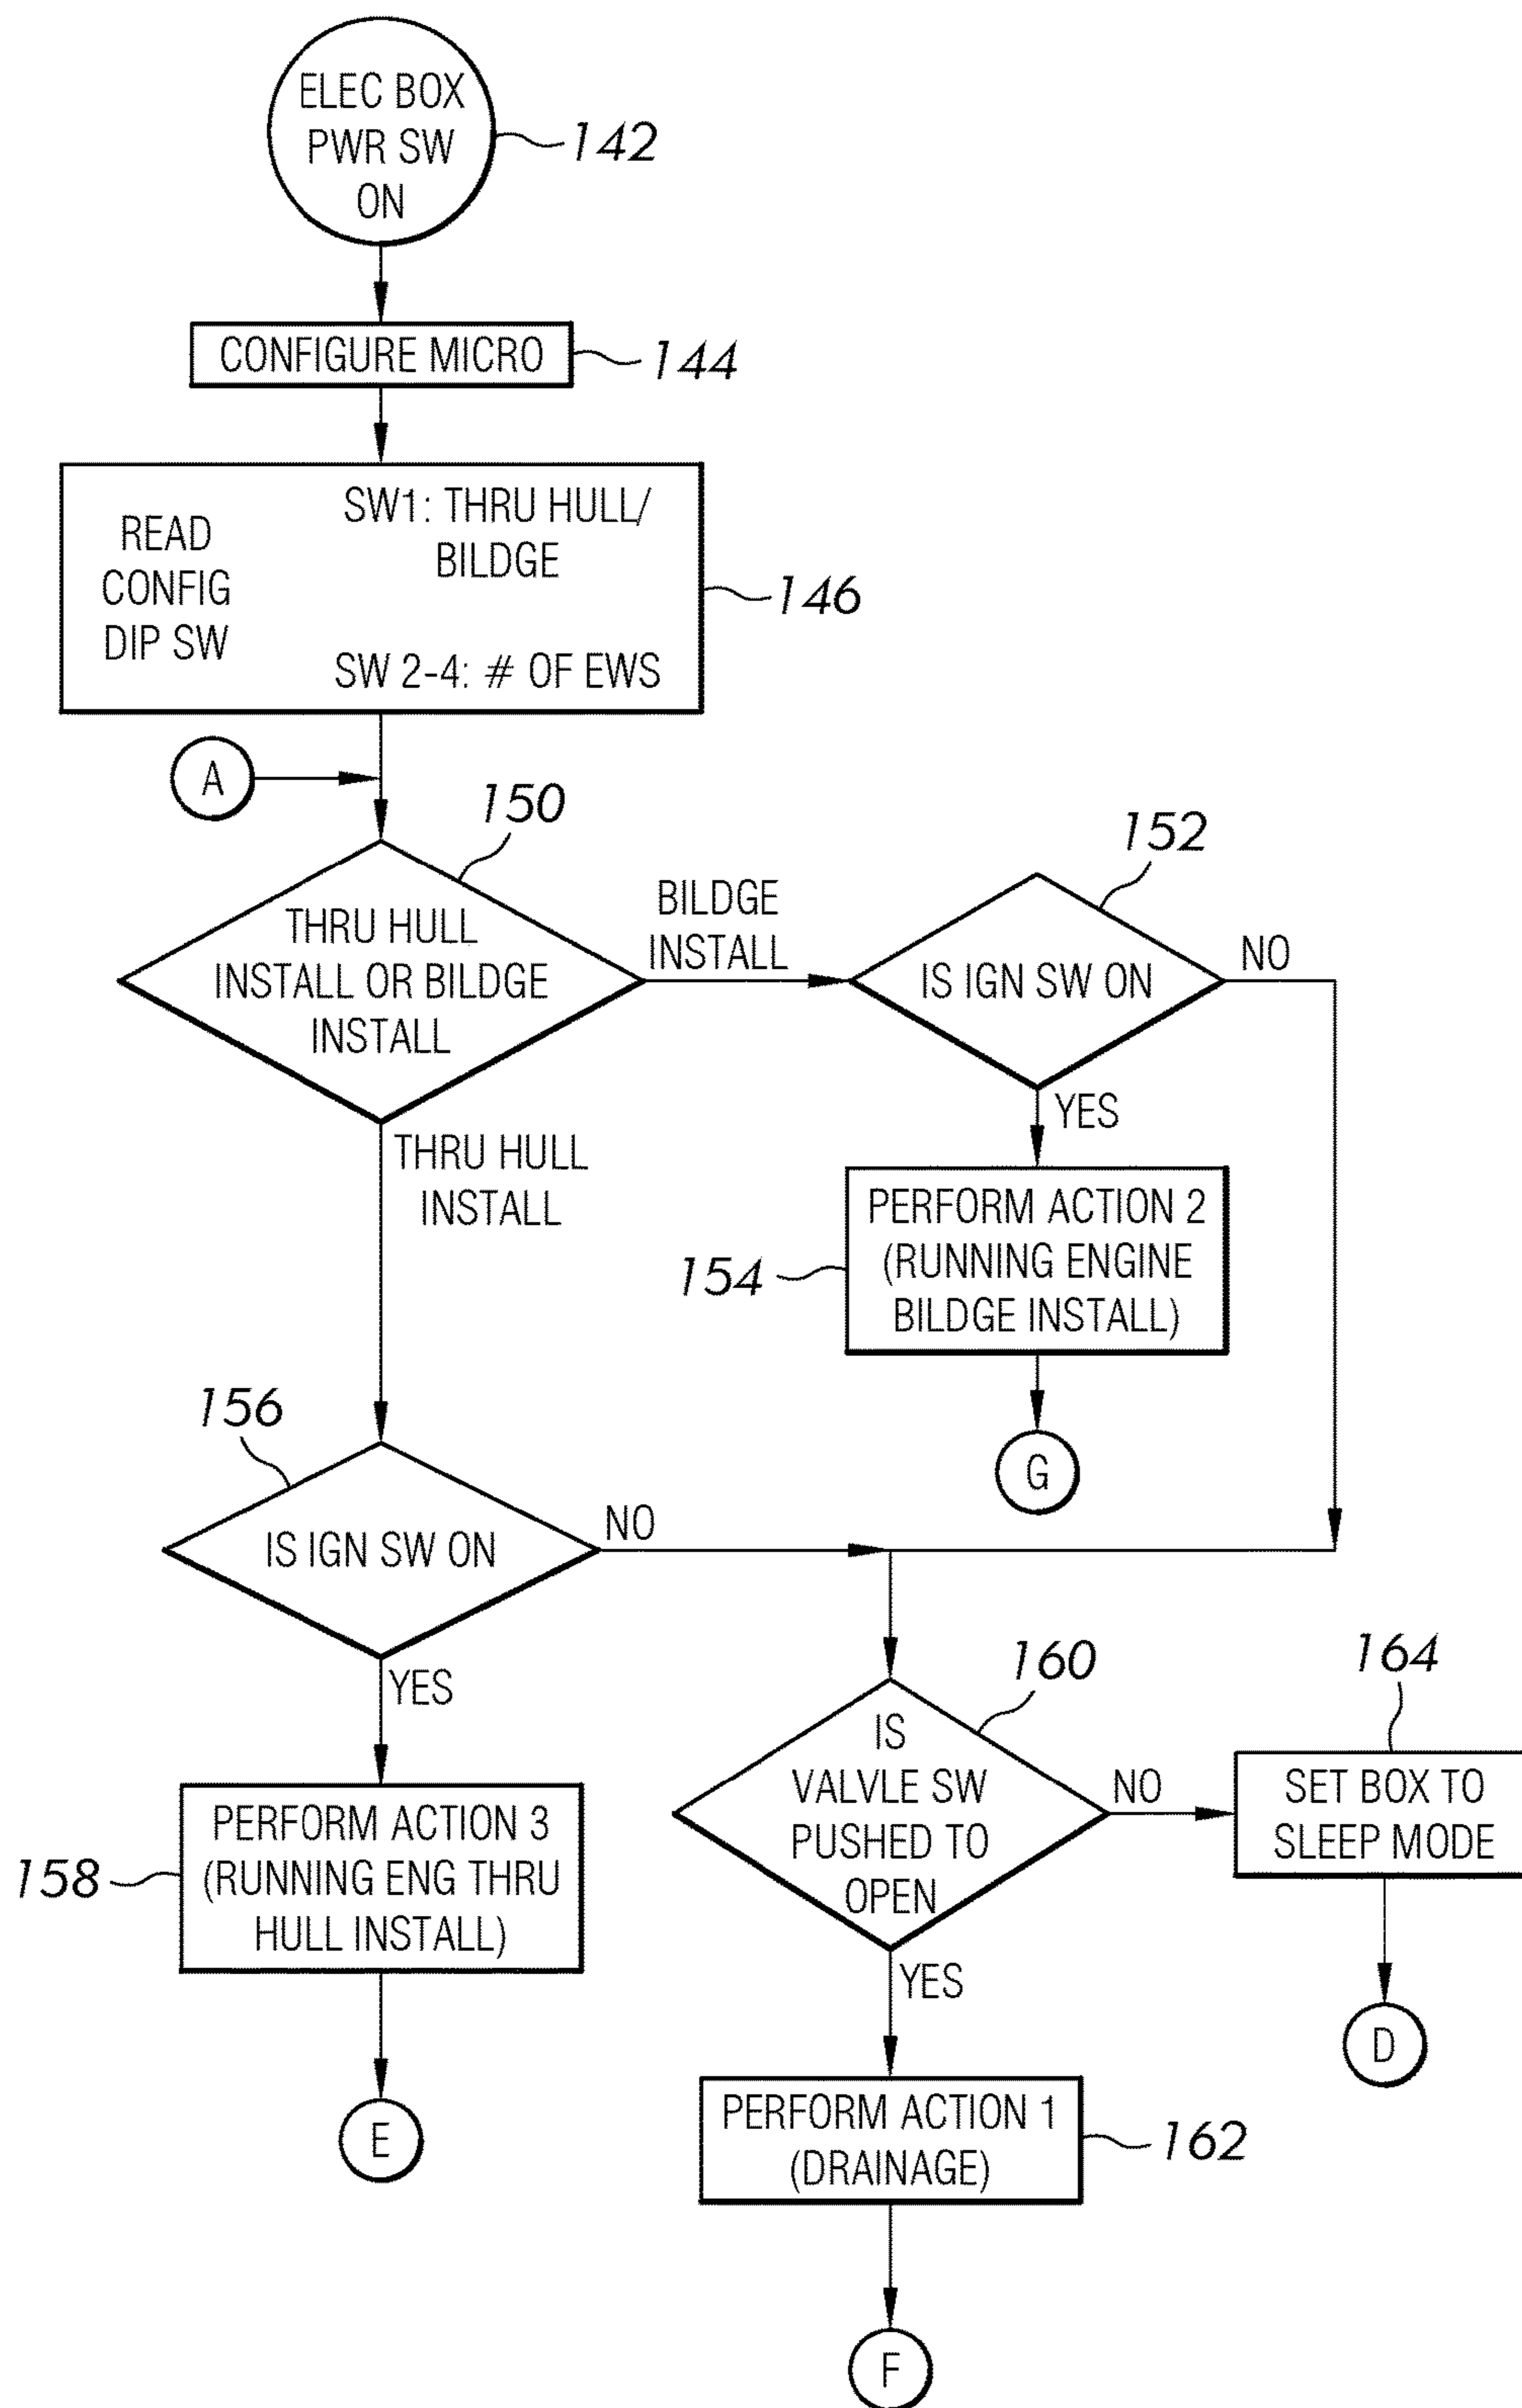 ELEC BOX
PWR SW
ON
142
CONFIGURE MICRO
144
READ
CONFIG
DIP SW
SW1: THRU HULL/
BILDGE
SW 2-4: # OF EWS
146
A
150
THRU HULL
INSTALL OR BILDGE
INSTALL
BILDGE
INSTALL
152
IS IGN SW ON
NO
YES
PERFORM ACTION 2
(RUNNING ENGINE
BILDGE INSTALL)
154
G
THRU HULL
INSTALL
156
IS IGN SW ON
NO
YES
PERFORM ACTION 3
(RUNNING ENG THRU
HULL INSTALL)
158
E
160
IS
VALVLE SW
PUSHED TO
OPEN
NO
164
SET BOX TO
SLEEP MODE
D
YES
PERFORM ACTION 1
(DRAINAGE)
162
F